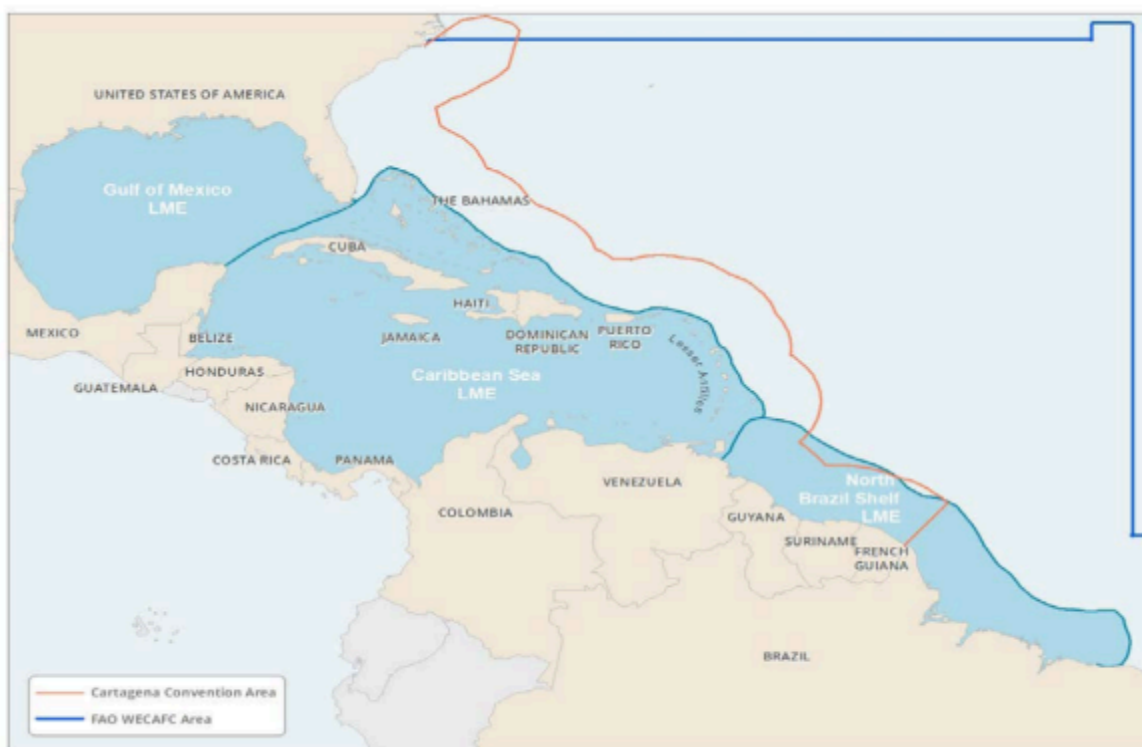 UNITED STATES OF AMERICA
Gulf of Mexico
LME
THE BAHAMAS
CUBA
MEXICO
BELIZE
HAITI
JAMAICA
DOMINICAN
REPUBLIC
PUERTO
RICO
Lesser Antilles
GUATEMALA
HONDURAS
Caribbean Sea
LME
NICARAGUA
COSTA RICA
PANAMA
VENEZUELA
COLOMBIA
North
Brazil Shelf
LME
GUYANA
SURINAME
FRENCH
GUIANA
BRAZIL
Cartagena Convention Area
FAO WECAFC Area